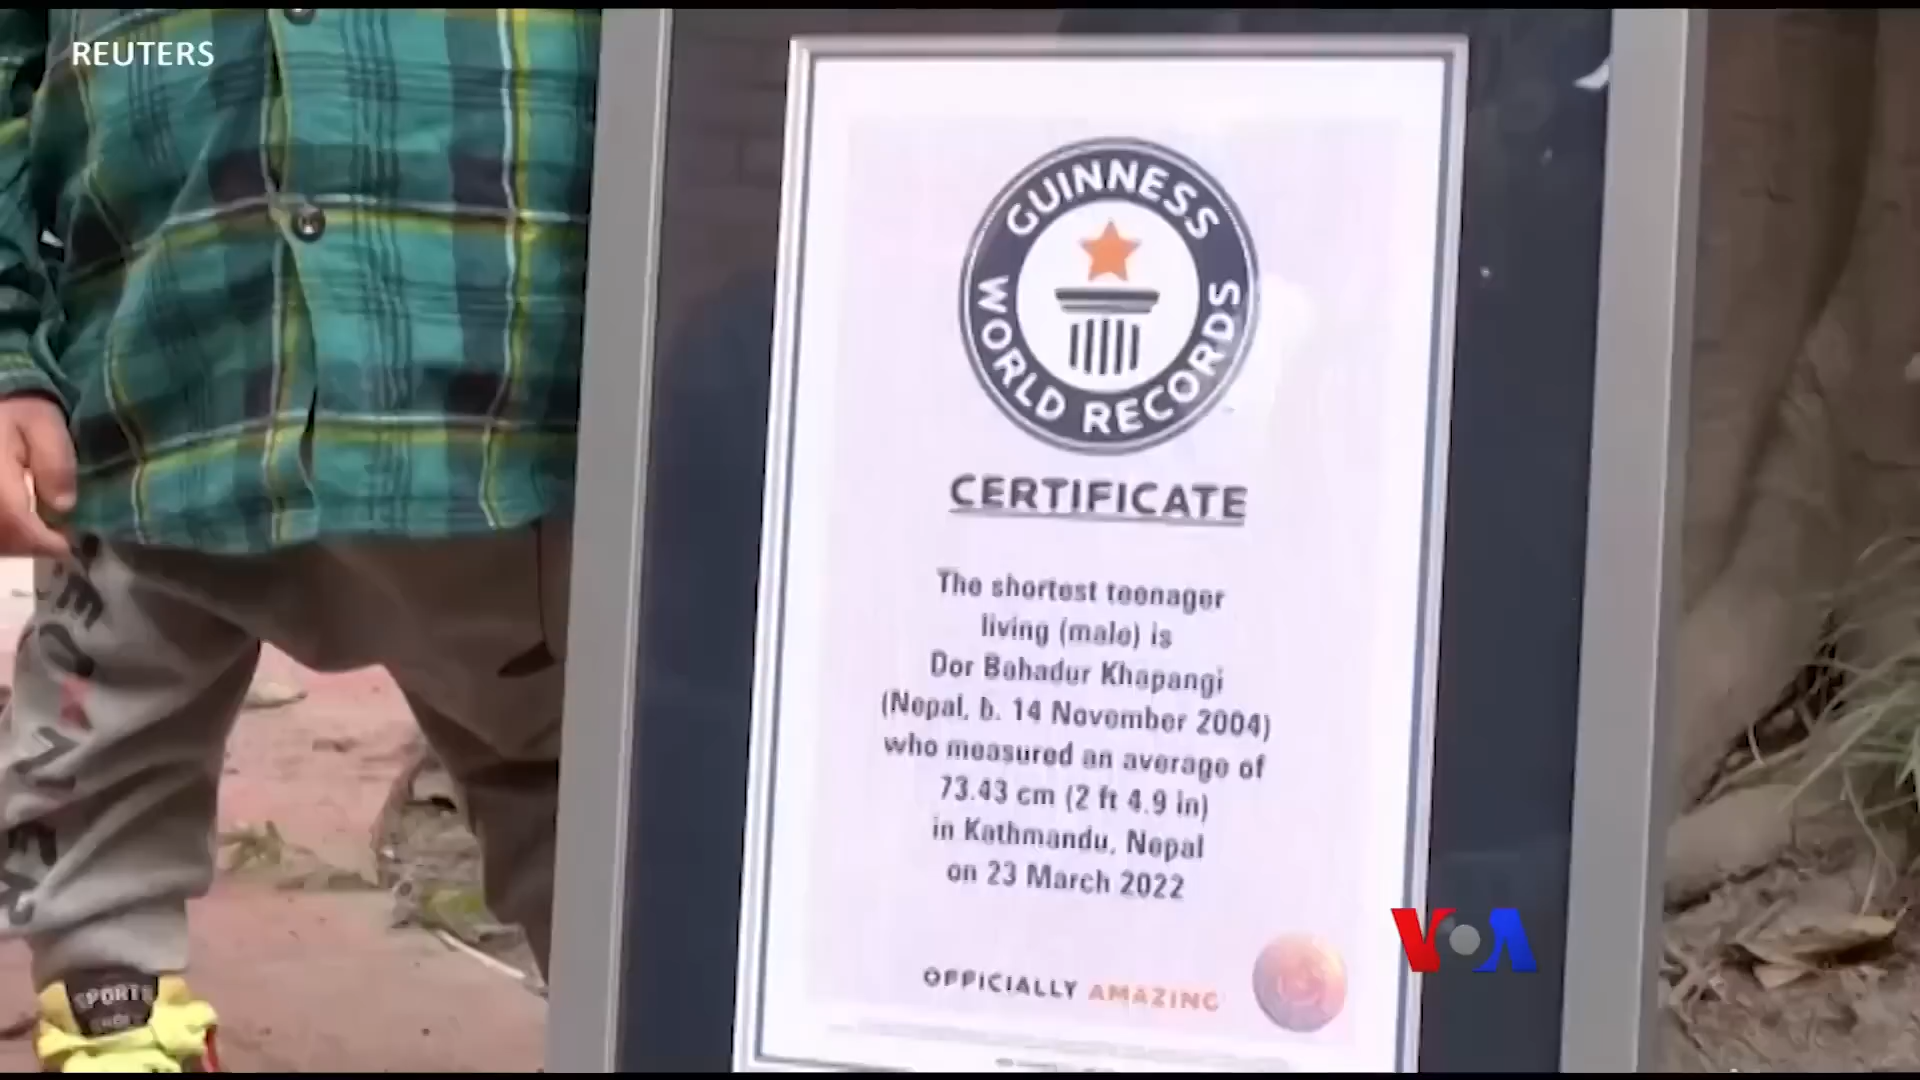 REUTERS
GUINNESS
WORLD RECORDS
CERTIFICATE
The shortest teenager
living (male) is
Dor Bahadur Khapangi
(Nepal, b. 14 November 2004)
who measured an average of
73.43 cm (2 ft 4.9 in)
in Kathmandu, Nepal
on 23 March 2022
OFFICIALLY AMAZING
VOA
SPORTS